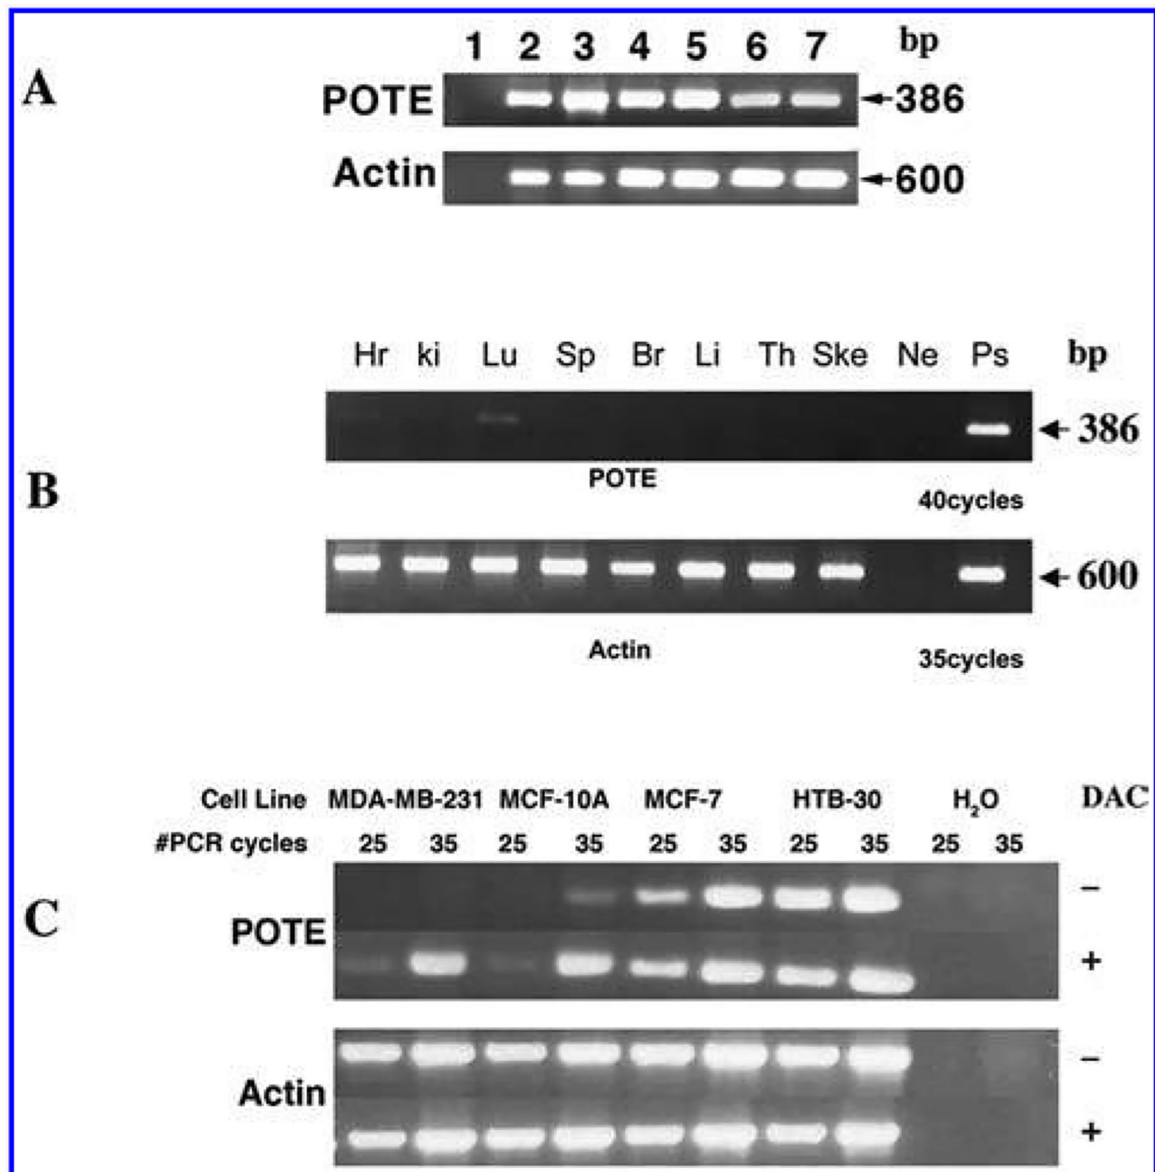 A
1 2 3 4 5 6 7 bp
POTE 386
Actin 600
B
Hr ki Lu Sp Br Li Th Ske Ne Ps bp
386
POTE
40cycles
600
Actin
35cycles
C
Cell Line MDA-MB-231 MCF-10A MCF-7 HTB-30 H₂O DAC
#PCR cycles 25 35 25 35 25 35 25 35 25 35
–
POTE
+
–
Actin
+